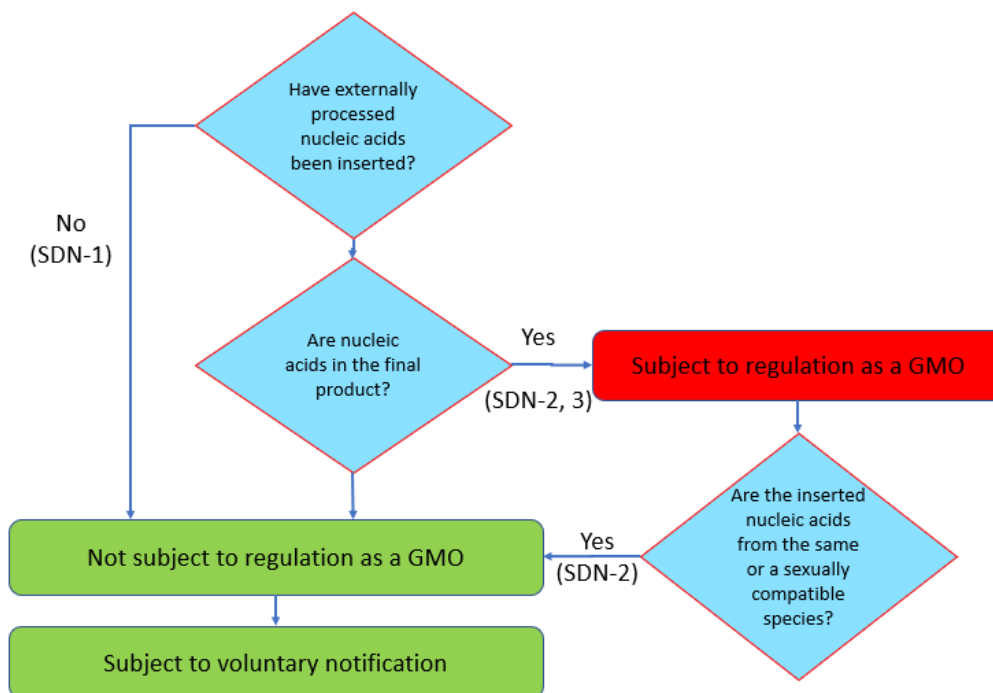 Have externally
processed
nucleic acids
been inserted?
No
(SDN-1)
Are nucleic
acids in the final
product?
Yes
(SDN-2, 3)
Subject to regulation as a GMO
Are the inserted
nucleic acids
from the same
or a sexually
compatible
species?
Yes
(SDN-2)
Not subject to regulation as a GMO
Subject to voluntary notification